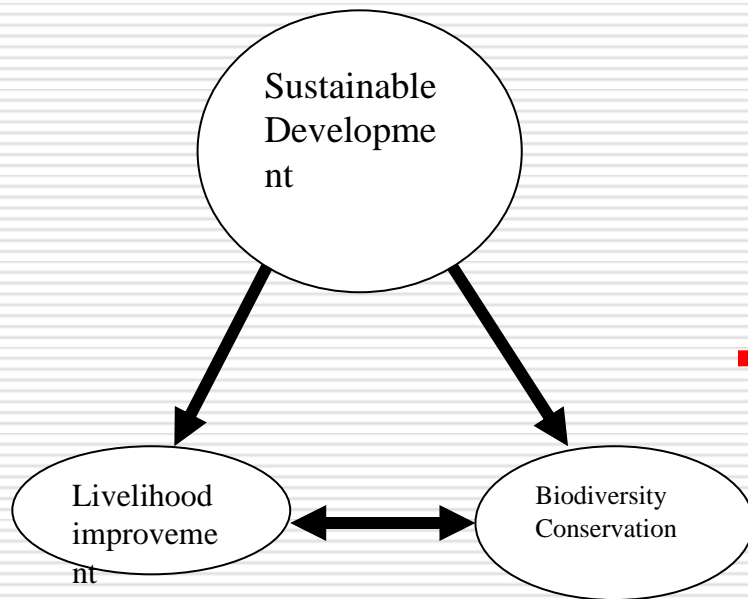 Sustainable
Developme
nt
Livelihood
improveme
nt
Biodiversity
Conservation